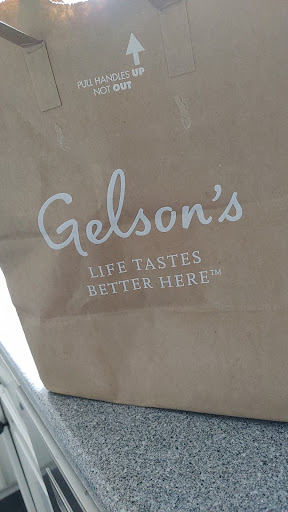 PULL HANDLES UP
NOT OUT
Gelson's
LIFE TASTES
BETTER HERE™